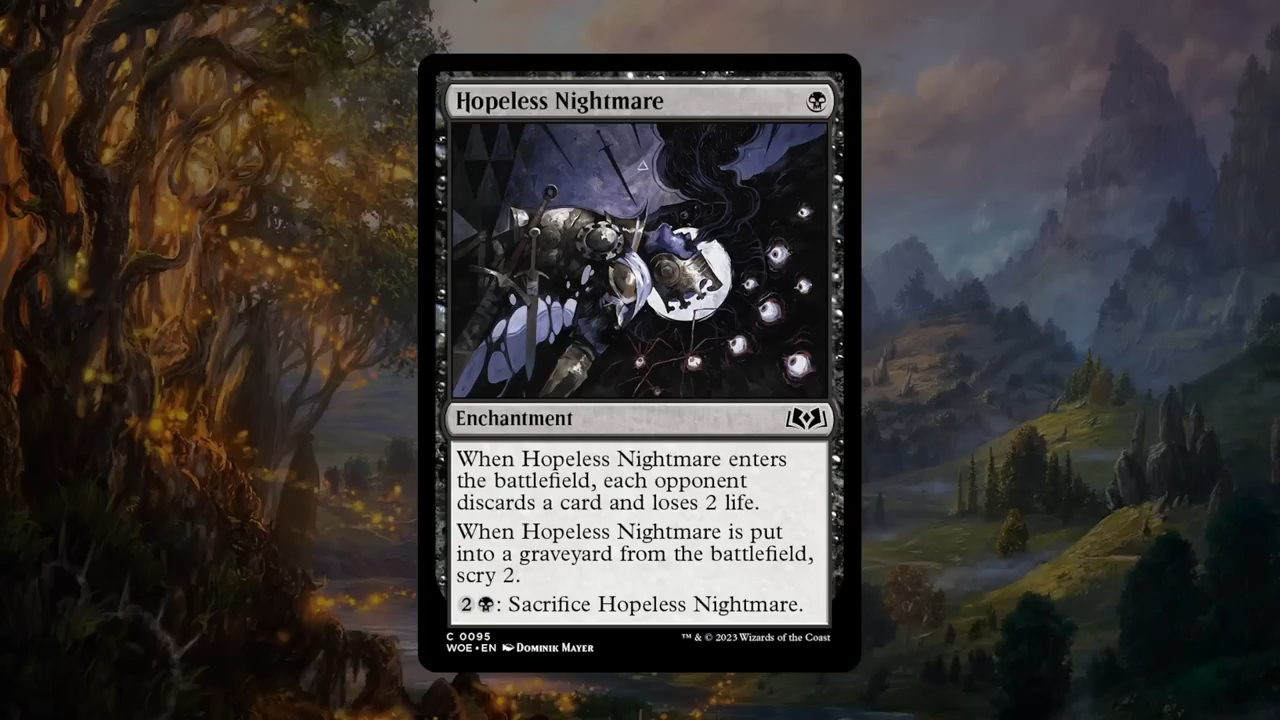 Hopeless Nightmare
Enchantment
When Hopeless Nightmare enters
the battlefield, each opponent
discards a card and loses 2 life.
When Hopeless Nightmare is put
into a graveyard from the battlefield,
scry 2.
2 : Sacrifice Hopeless Nightmare.
C 0095
™ & © 2023 Wizards of the Coast
WOE • EN Dominik Mayer